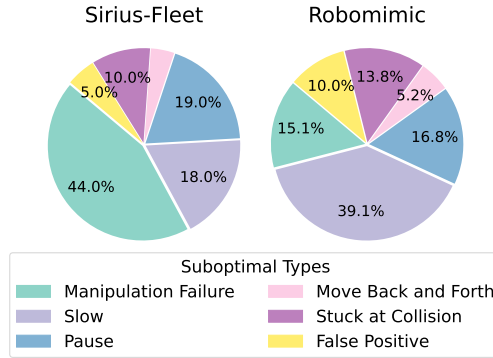 Sirius-Fleet
Robomimic
10.0%
5.0%
19.0%
44.0%
18.0%
13.8%
10.0%
5.2%
15.1%
16.8%
39.1%
Suboptimal Types
Manipulation Failure
Slow
Pause
Move Back and Forth
Stuck at Collision
False Positive